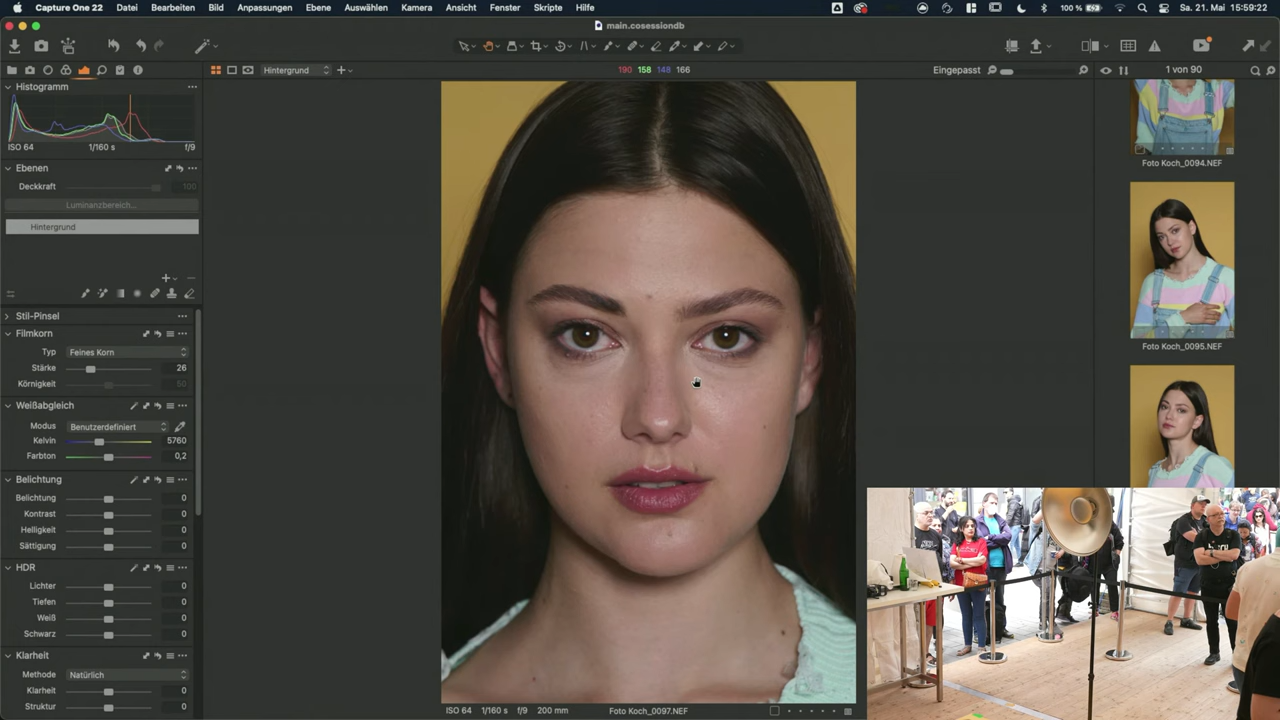 Capture One 22 Datei Bearbeiten Bild Anpassungen Ebene Auswählen Kamera Ansicht Fenster Skripte Hilfe 100 % Sa. 21. Mai 15:59:22
main.cosessiondb
Hintergrund
190 158 148 166
Eingepasst
1 von 90
Histogramm
ISO 64 1/160 s f/9
Ebenen
Deckkraft 100
Luminanzbereich...
Hintergrund
Stil-Pinsel
Filmkorn
Typ Feines Korn
Stärke 26
Körnigkeit 50
Weißabgleich
Modus Benutzerdefiniert
Kelvin 5760
Farbton 0,2
Belichtung
Belichtung 0
Kontrast 0
Helligkeit 0
Sättigung 0
HDR
Lichter 0
Tiefen 0
Weiß 0
Schwarz 0
Klarheit
Methode Natürlich
Klarheit 0
Struktur 0
ISO 64 1/160 s f/9 200 mm Foto Koch_0097.NEF
Foto Koch_0094.NEF
Foto Koch_0095.NEF